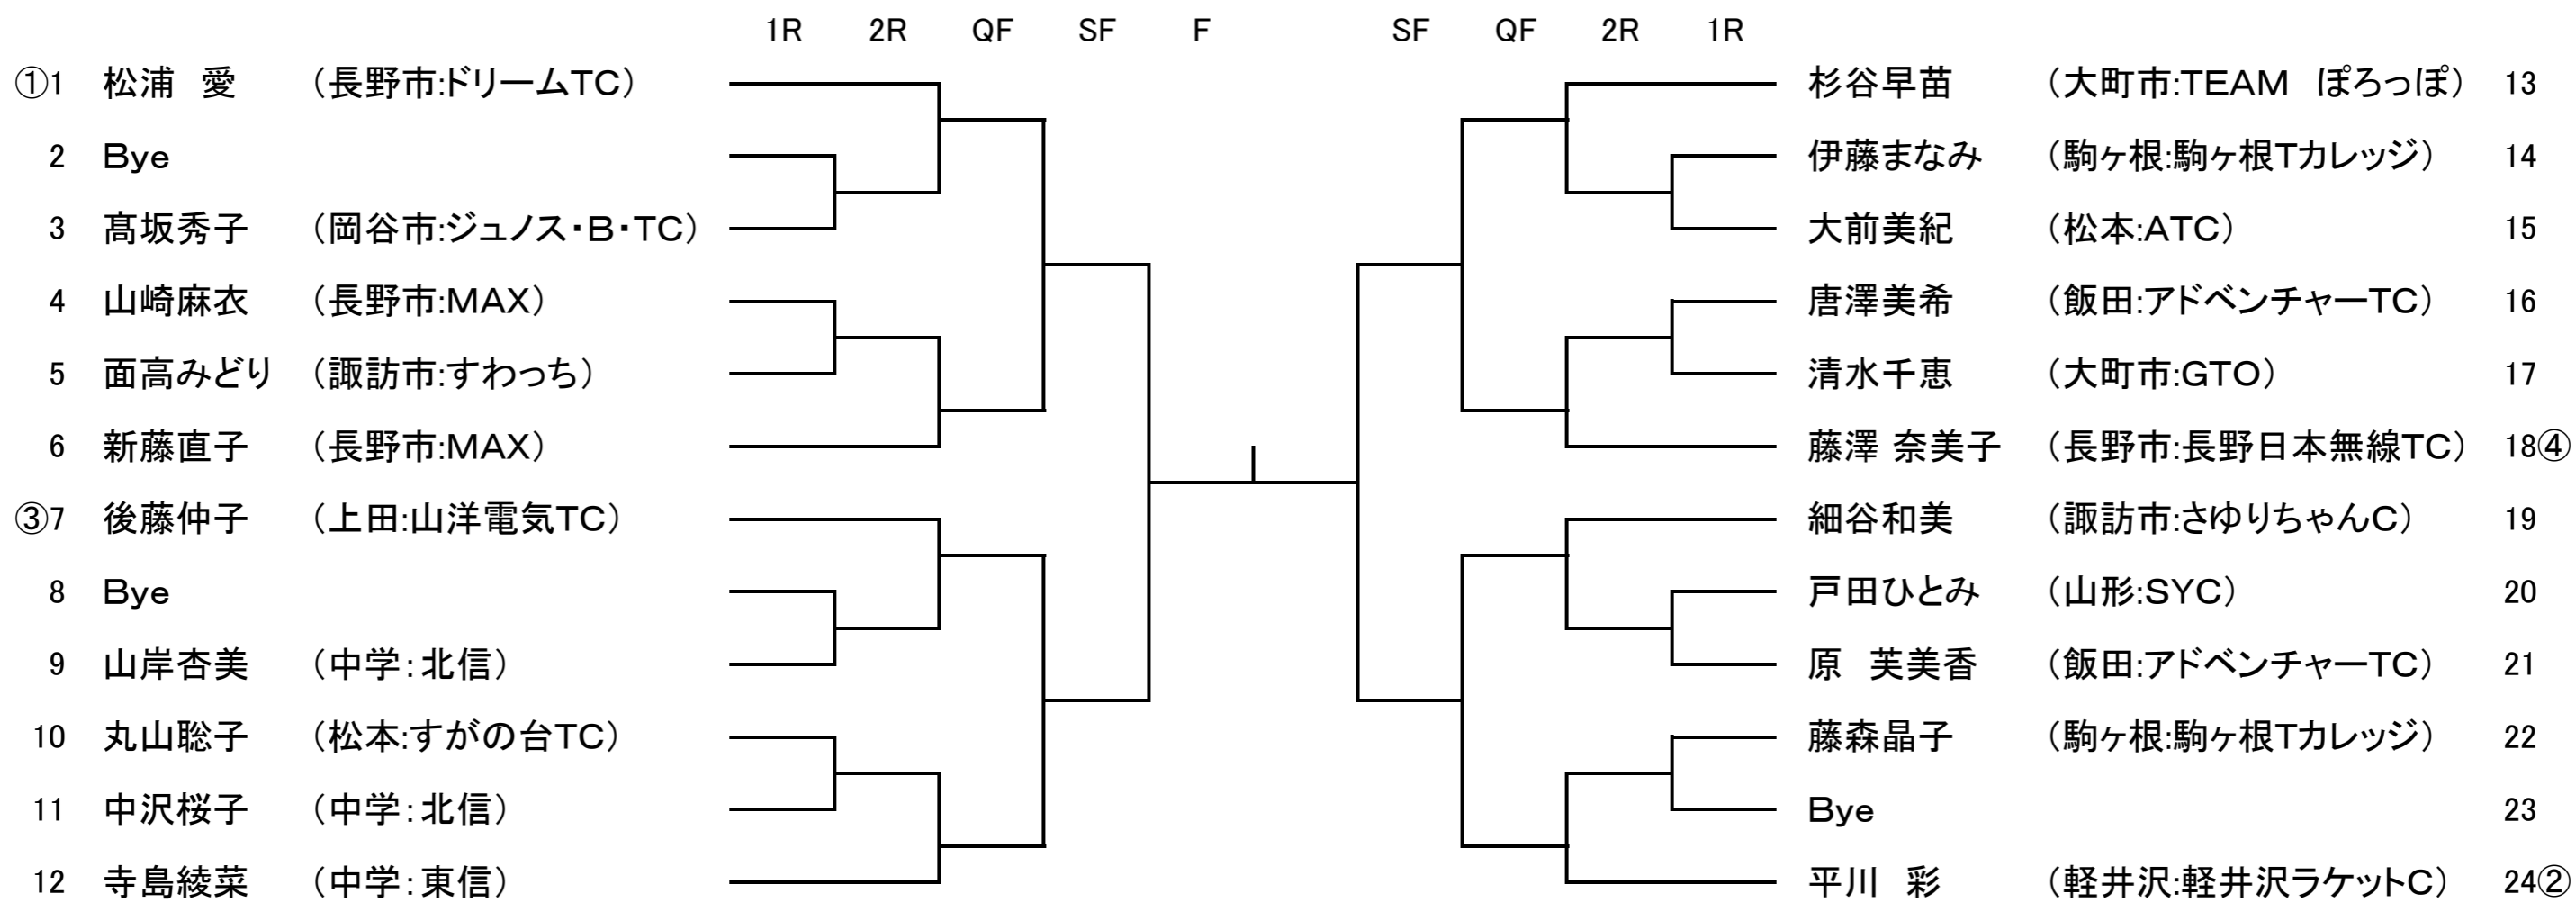 1R 2R QF SF F SF QF 2R 1R
①1 松浦　愛 （長野市:ドリームTC） 杉谷早苗 （大町市:TEAM　ぽろっぽ） 13
2 Bye 伊藤まなみ （駒ヶ根:駒ヶ根Tカレッジ） 14
3 髙坂秀子 （岡谷市:ジュノス・B・TC） 大前美紀 （松本:ATC） 15
4 山崎麻衣 （長野市:MAX） 唐澤美希 （飯田:アドベンチャーTC） 16
5 面高みどり （諏訪市:すわっち） 清水千恵 （大町市:GTO） 17
6 新藤直子 （長野市:MAX） 藤澤 奈美子 （長野市:長野日本無線TC） 18④
③7 後藤仲子 （上田:山洋電気TC） 細谷和美 （諏訪市:さゆりちゃんC） 19
8 Bye 戸田ひとみ （山形:SYC） 20
9 山岸杏美 （中学：北信） 原　芙美香 （飯田:アドベンチャーTC） 21
10 丸山聡子 （松本:すがの台TC） 藤森晶子 （駒ヶ根:駒ヶ根Tカレッジ） 22
11 中沢桜子 （中学：北信） Bye 23
12 寺島綾菜 （中学：東信） 平川　彩 （軽井沢:軽井沢ラケットC） 24②